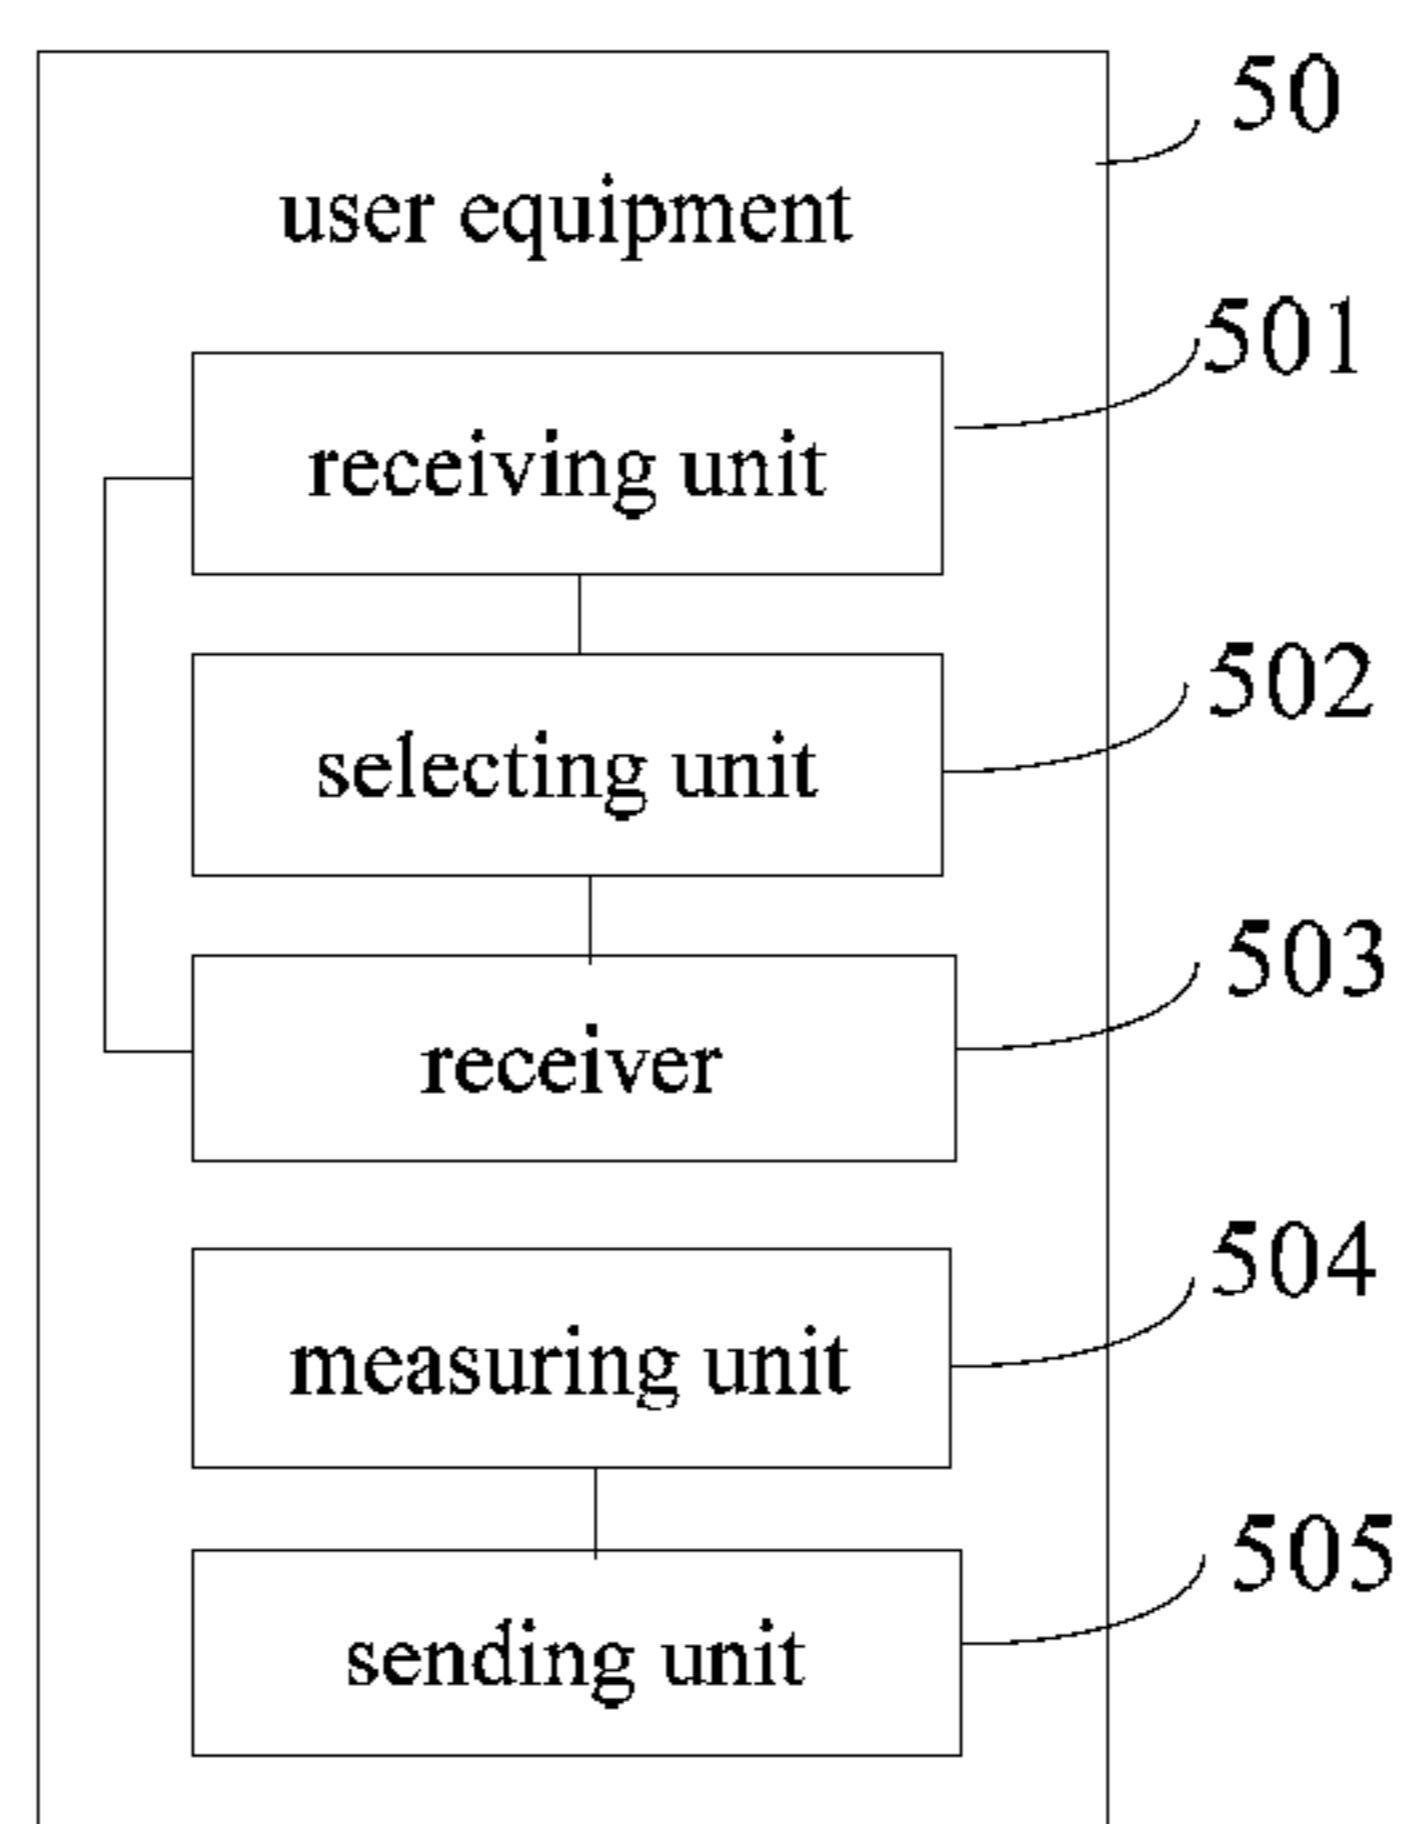 50
user equipment
501
receiving unit
502
selecting unit
503
receiver
504
measuring unit
505
sending unit